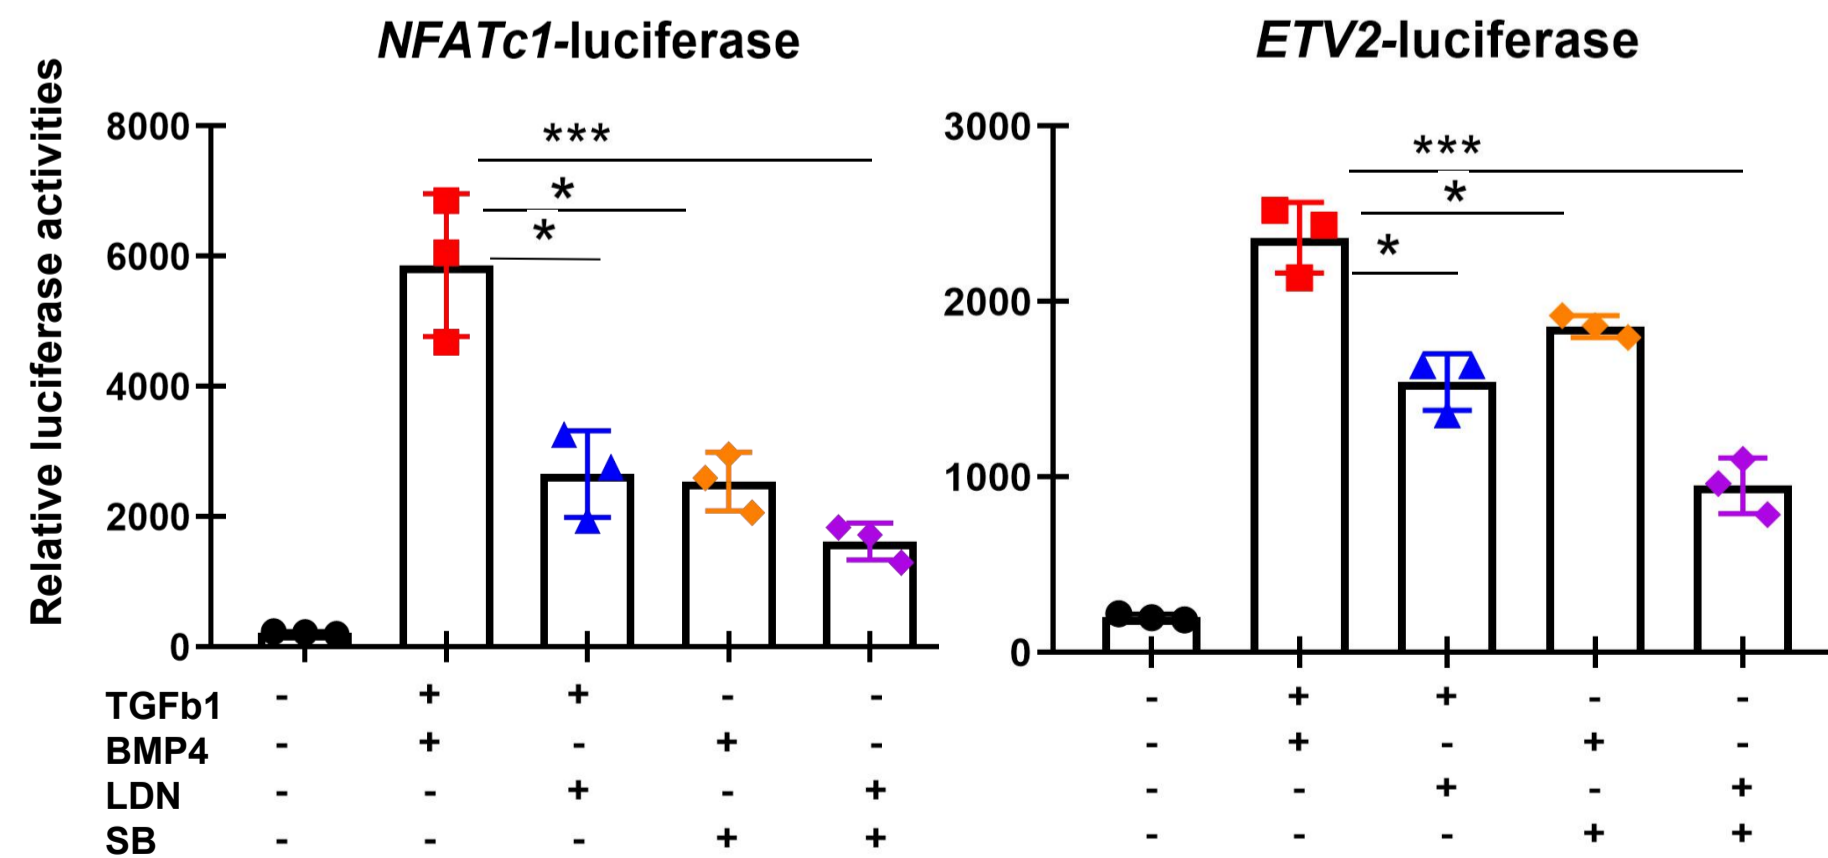 NFATc1-luciferase
ETV2-luciferase
Relative luciferase activities
8000
6000
4000
2000
0
***
*
*
3000
2000
1000
0
***
*
*
TGFb1 - + + - - - + + - -
BMP4 - + - + - - + - + -
LDN - - + - + - - + - +
SB - - - + + - - - + +